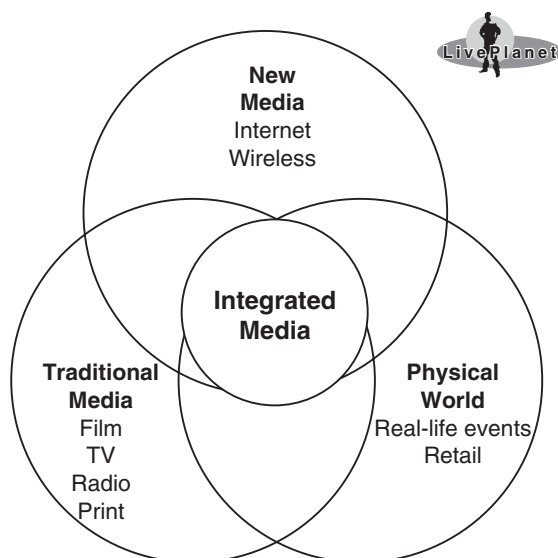 LivePlanet
New
Media
Internet
Wireless
Integrated
Media
Traditional
Media
Film
TV
Radio
Print
Physical
World
Real-life events
Retail